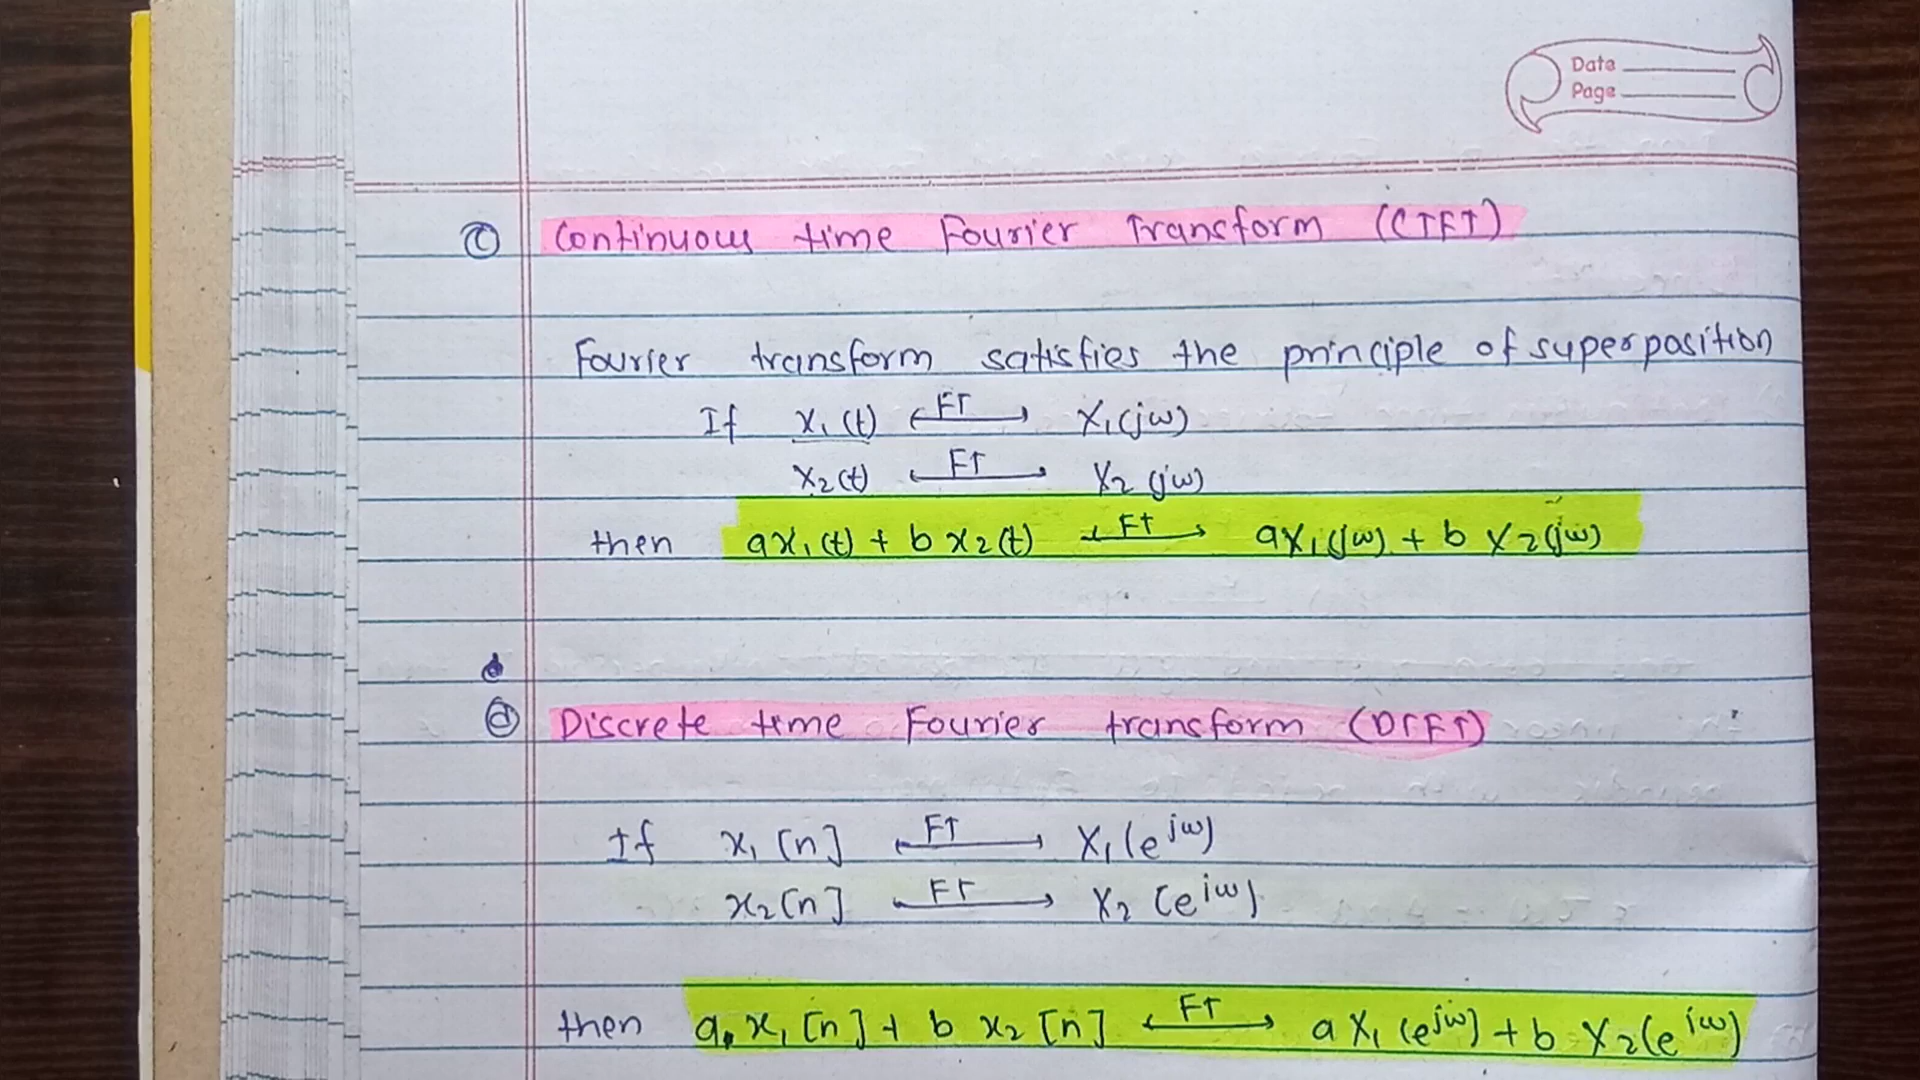 Date
Page
(C) Continuous time Fourier Transform (CTFT)
Fourier transform satisfies the principle of superposition
If x₁(t) ⟷FT X₁(jω)
x₂(t) ⟷FT X₂(jω)
then ax₁(t) + b x₂(t) ⟷FT aX₁(jω) + b X₂(jω)
(d) Discrete time Fourier transform (DTFT)
If x₁[n] ⟷FT X₁(e^jω)
x₂[n] ⟷FT X₂(e^jω)
then a x₁[n] + b x₂[n] ⟷FT a X₁(e^jω) + b X₂(e^jω)